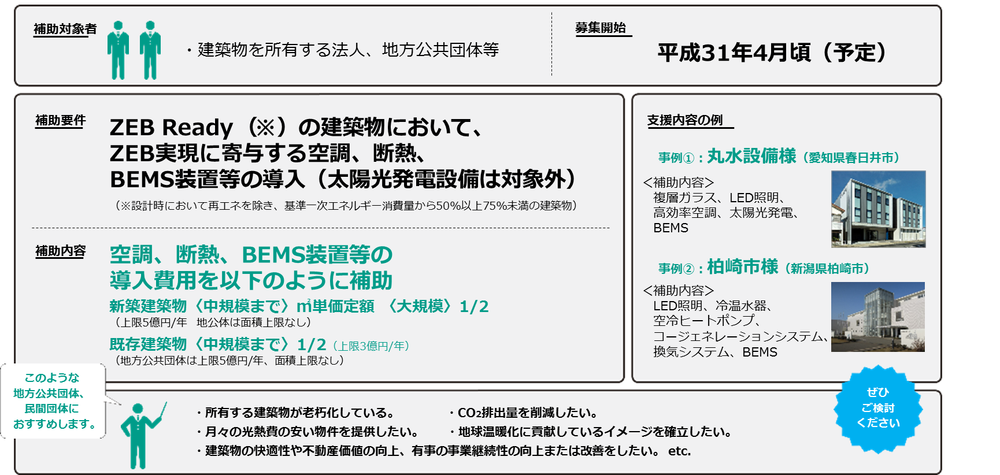 補助対象者
・建築物を所有する法人、地方公共団体等
募集開始
平成31年4月頃（予定）
補助要件
ZEB Ready（※）の建築物において、
ZEB実現に寄与する空調、断熱、
BEMS装置等の導入（太陽光発電設備は対象外）
（※設計時において再エネを除き、基準一次エネルギー消費量から50%以上75%未満の建築物）
補助内容
空調、断熱、BEMS装置等の
導入費用を以下のように補助
新築建築物〈中規模まで〉㎡単価定額　〈大規模〉1/2
（上限5億円/年　地公体は面積上限なし）
既存建築物〈中規模まで〉1/2（上限3億円/年）
（地方公共団体は上限5億円/年、面積上限なし）
支援内容の例
事例①：丸水設備様（愛知県春日井市）
＜補助内容＞
複層ガラス、LED照明、
高効率空調、太陽光発電、
BEMS
事例②：柏崎市様（新潟県柏崎市）
＜補助内容＞
LED照明、冷温水器、
空冷ヒートポンプ、
コージェネレーションシステム、
換気システム、BEMS
このような
地方公共団体、
民間団体に
おすすめします。
・所有する建築物が老朽化している。
・CO₂排出量を削減したい。
・月々の光熱費の安い物件を提供したい。
・地球温暖化に貢献しているイメージを確立したい。
・建築物の快適性や不動産価値の向上、有事の事業継続性の向上または改善をしたい。 etc.
ぜひ
ご検討
ください